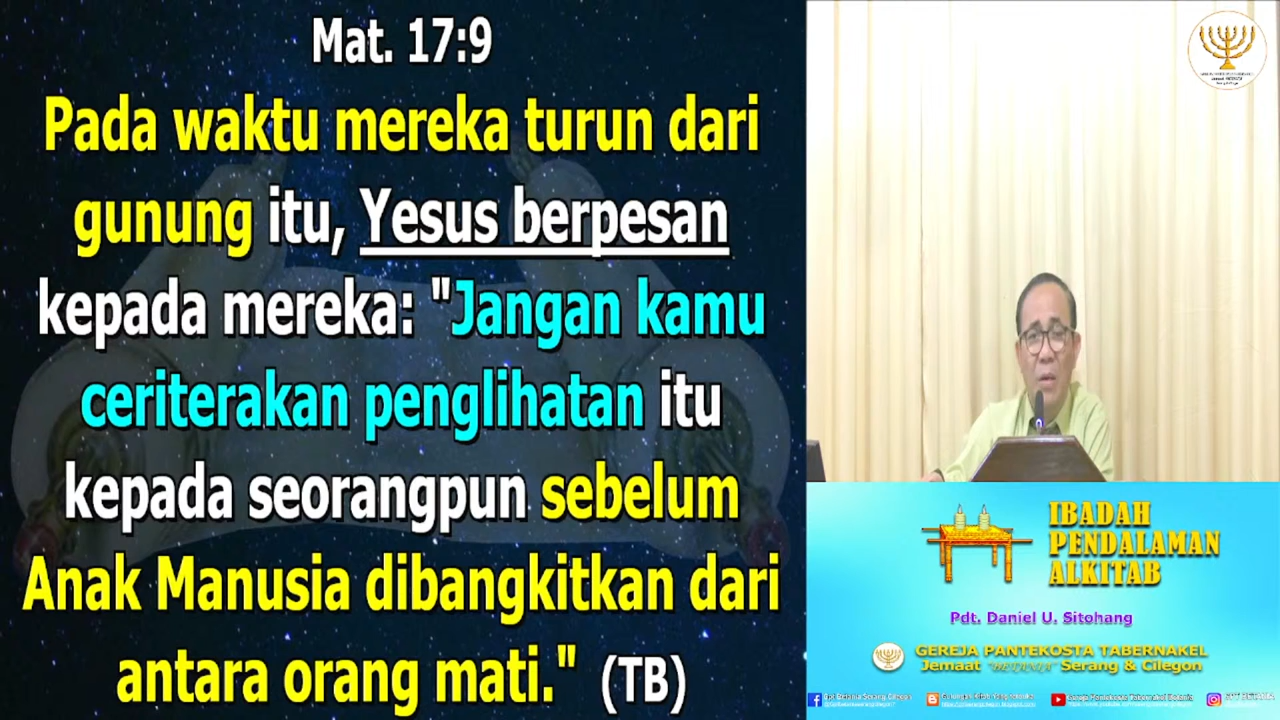 Mat. 17:9
Pada waktu mereka turun dari
gunung itu, Yesus berpesan
kepada mereka: "Jangan kamu
ceriterakan penglihatan itu
kepada seorangpun sebelum
Anak Manusia dibangkitkan dari
antara orang mati." (TB)
IBADAH
PENDALAMAN
ALKITAB
Pdt. Daniel U. Sitohang
GEREJA PANTEKOSTA TABERNAKEL
Jemaat "BETANIA" Serang & Cilegon